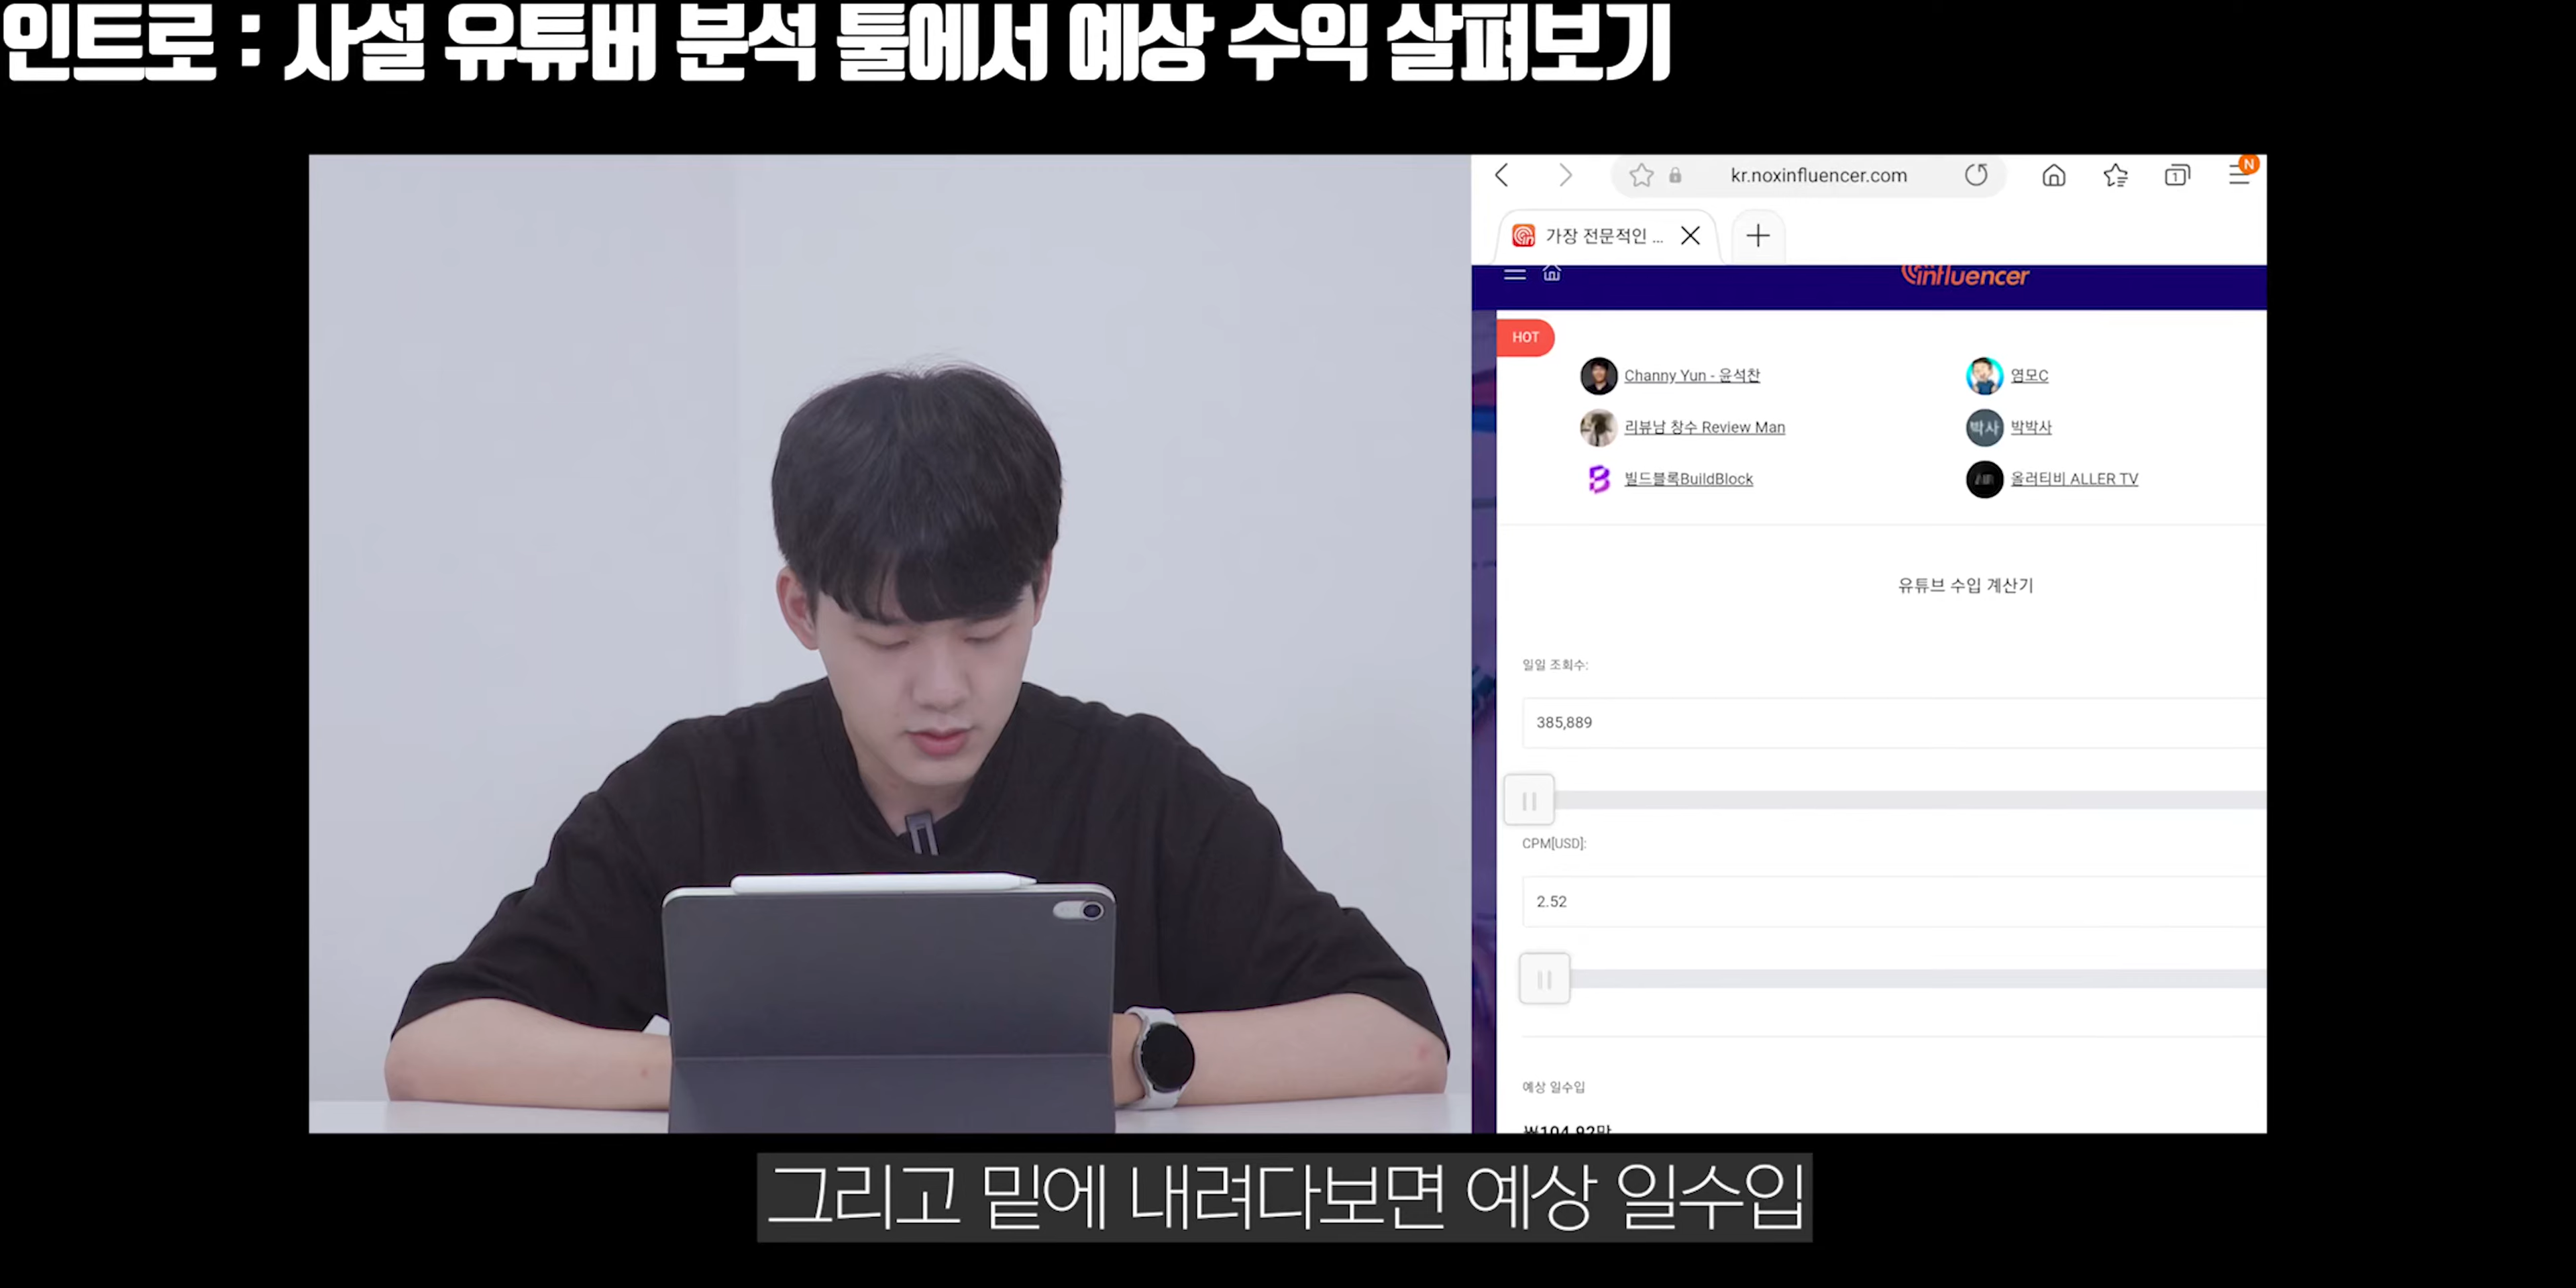 인트로 : 사설 유튜버 분석 툴에서 예상 수익 살펴보기
kr.noxinfluencer.com
1
N
가장 전문적인 ...
influencer
HOT
Channy Yun - 윤석찬
염모C
리뷰남 창수 Review Man
박사
박박사
빌드블록BuildBlock
올러티비 ALLER TV
유튜브 수입 계산기
일일 조회수:
385,889
CPM[USD]:
2.52
예상 일수입
₩104.92만
그리고 밑에 내려다보면 예상 일수입